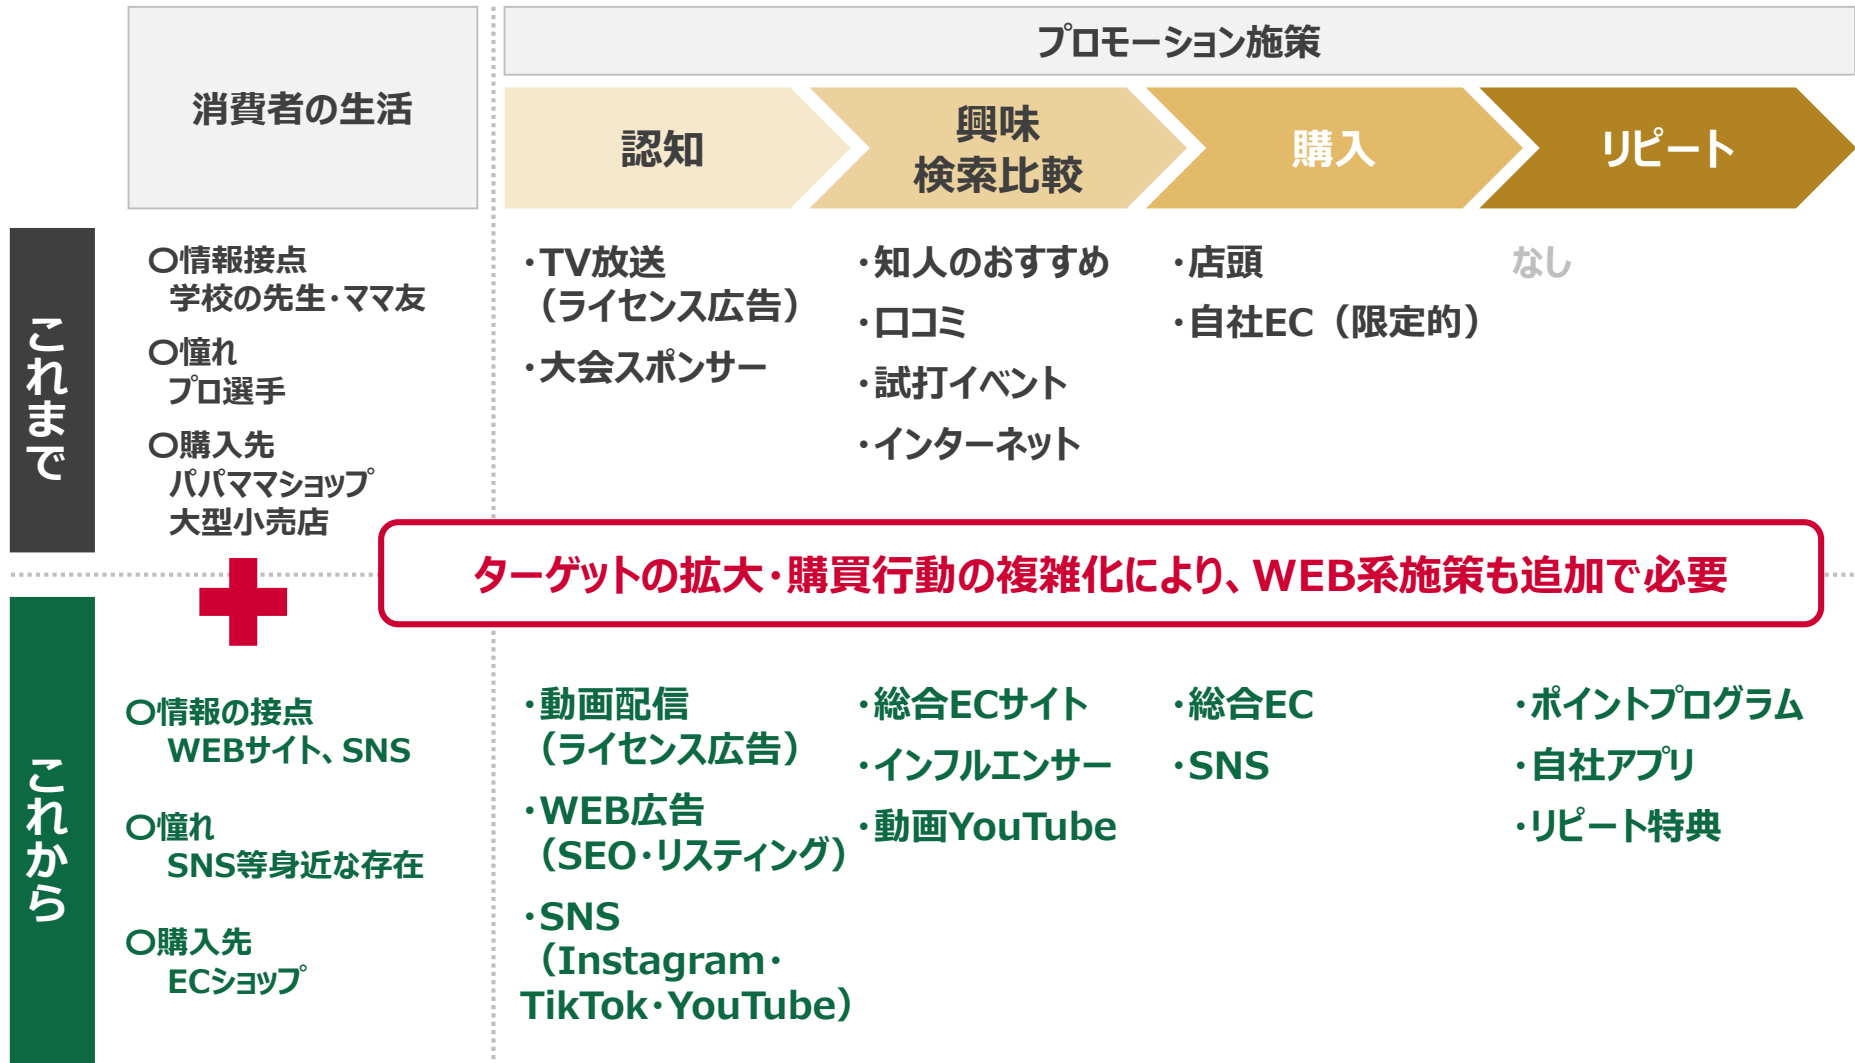 消費者の生活
プロモーション施策
認知
興味
検索比較
購入
リピート
これまで
〇情報接点
学校の先生・ママ友
〇憧れ
プロ選手
〇購入先
パパママショップ
大型小売店
・TV放送
（ライセンス広告）
・大会スポンサー
・知人のおすすめ
・口コミ
・試打イベント
・インターネット
・店頭
・自社EC（限定的）
なし
ターゲットの拡大・購買行動の複雑化により、WEB系施策も追加で必要
これから
〇情報の接点
WEBサイト、SNS
〇憧れ
SNS等身近な存在
〇購入先
ECショップ
・動画配信
（ライセンス広告）
・WEB広告
（SEO・リスティング）
・SNS
（Instagram・
TikTok・YouTube）
・総合ECサイト
・インフルエンサー
・動画YouTube
・総合EC
・SNS
・ポイントプログラム
・自社アプリ
・リピート特典